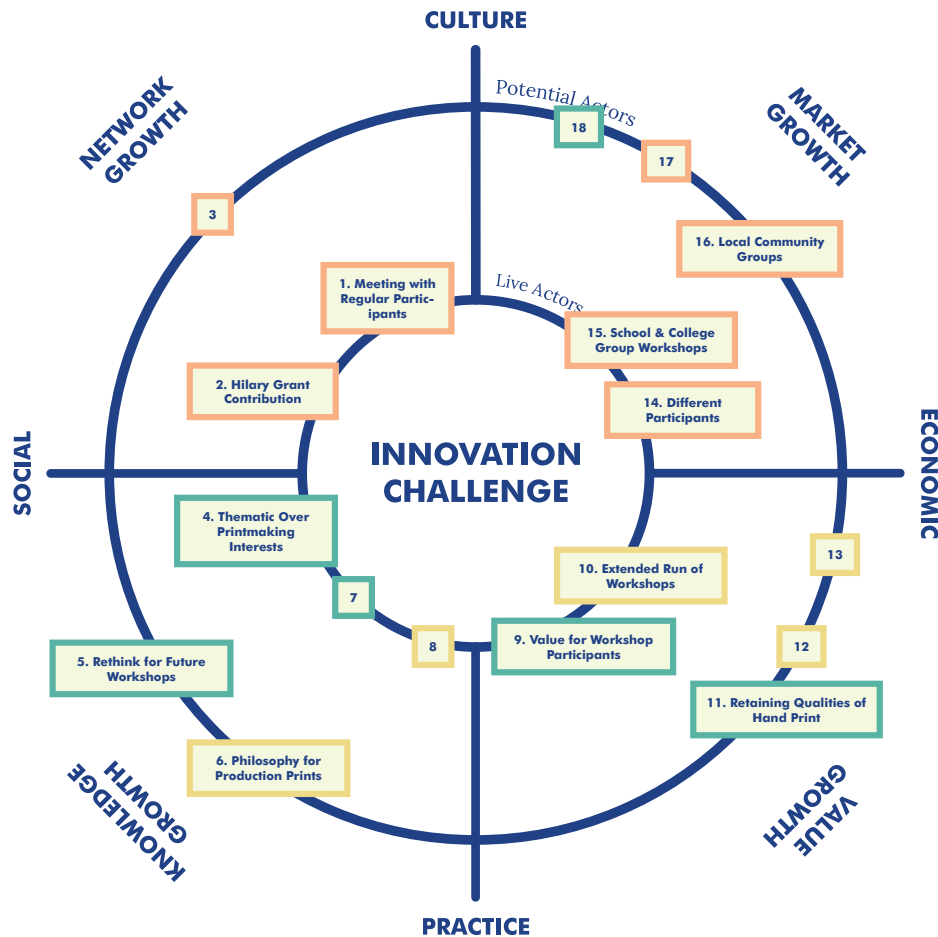 CULTURE
NETWORK
GROWTH
MARKET
GROWTH
Potential Actors
18
17
3
16. Local Community
Groups
1. Meeting with
Regular Partic-
ipants
Live Actors
15. School & College
Group Workshops
2. Hilary Grant
Contribution
14. Different
Participants
SOCIAL
INNOVATION
CHALLENGE
ECONOMIC
4. Thematic Over
Printmaking
Interests
13
10. Extended Run of
Workshops
7
8
9. Value for Workshop
Participants
12
5. Rethink for Future
Workshops
11. Retaining Qualities of
Hand Print
6. Philosophy for
Production Prints
KNOWLEDGE
GROWTH
VALUE
GROWTH
PRACTICE